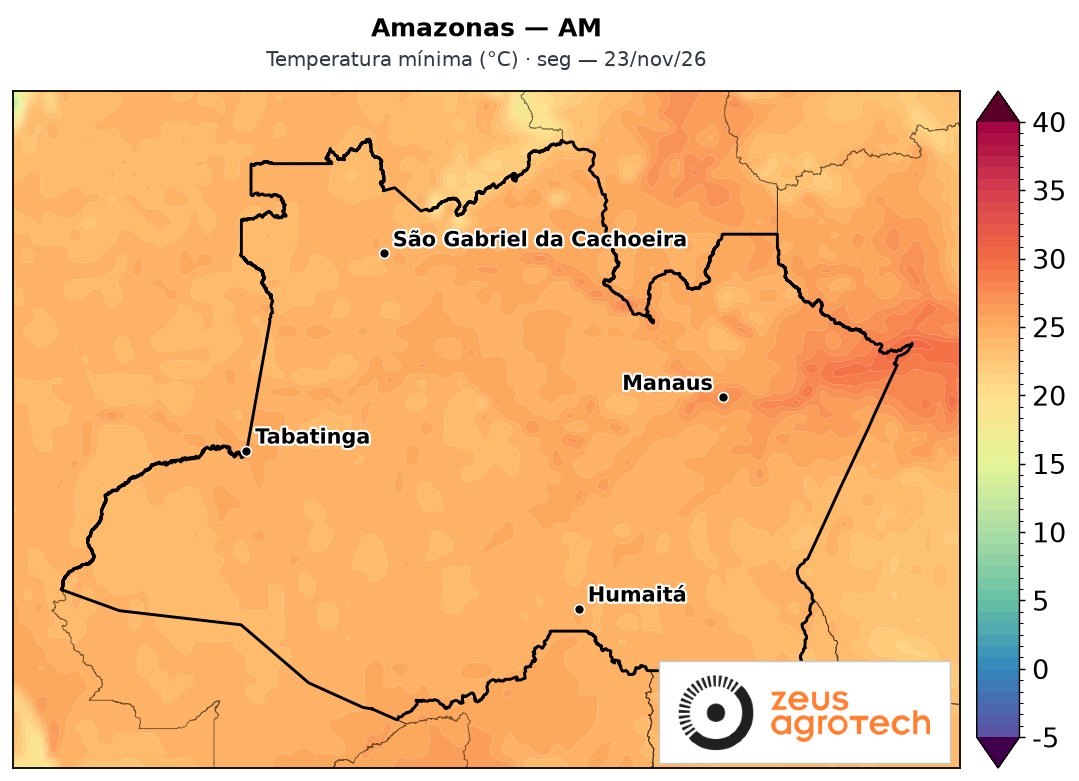 Amazonas — AM
Temperatura mínima (°C) · seg — 23/nov/26
40
35
30
25
20
15
10
5
0
-5
São Gabriel da Cachoeira
Manaus
Tabatinga
Humaitá
zeus
agrotech